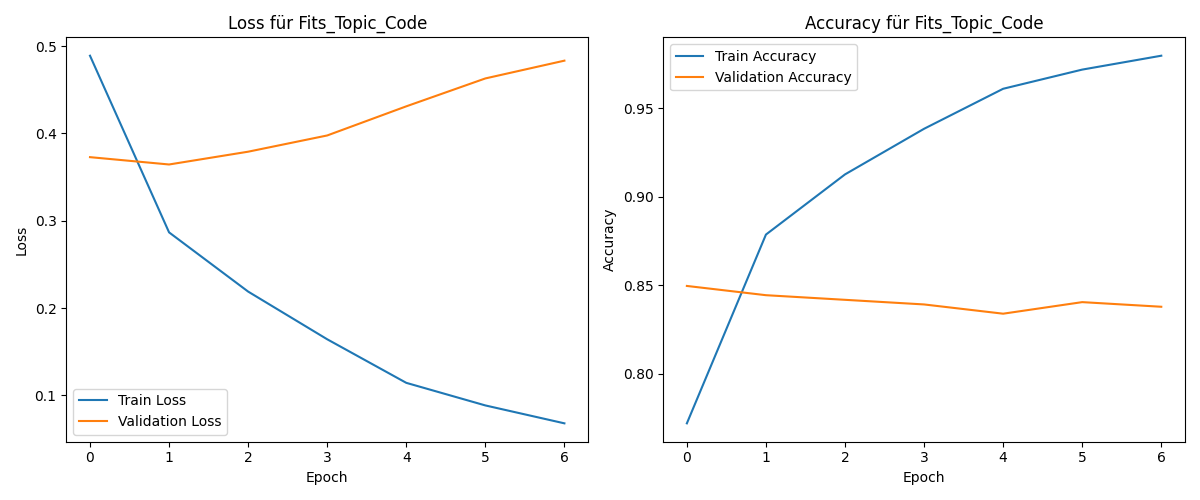 Loss für Fits_Topic_Code
0.5
0.4
0.3
0.2
0.1
Loss
Train Loss
Validation Loss
0 1 2 3 4 5 6
Epoch
Accuracy für Fits_Topic_Code
Train Accuracy
Validation Accuracy
0.95
0.90
0.85
0.80
Accuracy
0 1 2 3 4 5 6
Epoch